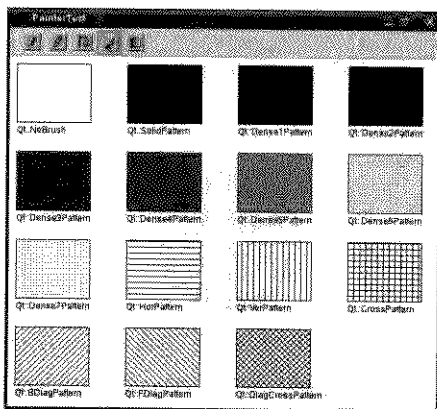 PainterTest
Qt::NoBrush Qt::SolidPattern Qt::Dense1Pattern Qt::Dense2Pattern
Qt::Dense3Pattern Qt::Dense4Pattern Qt::Dense5Pattern Qt::Dense6Pattern
Qt::Dense7Pattern Qt::HorPattern Qt::VerPattern Qt::CrossPattern
Qt::BDiagPattern Qt::FDiagPattern Qt::DiagCrossPattern